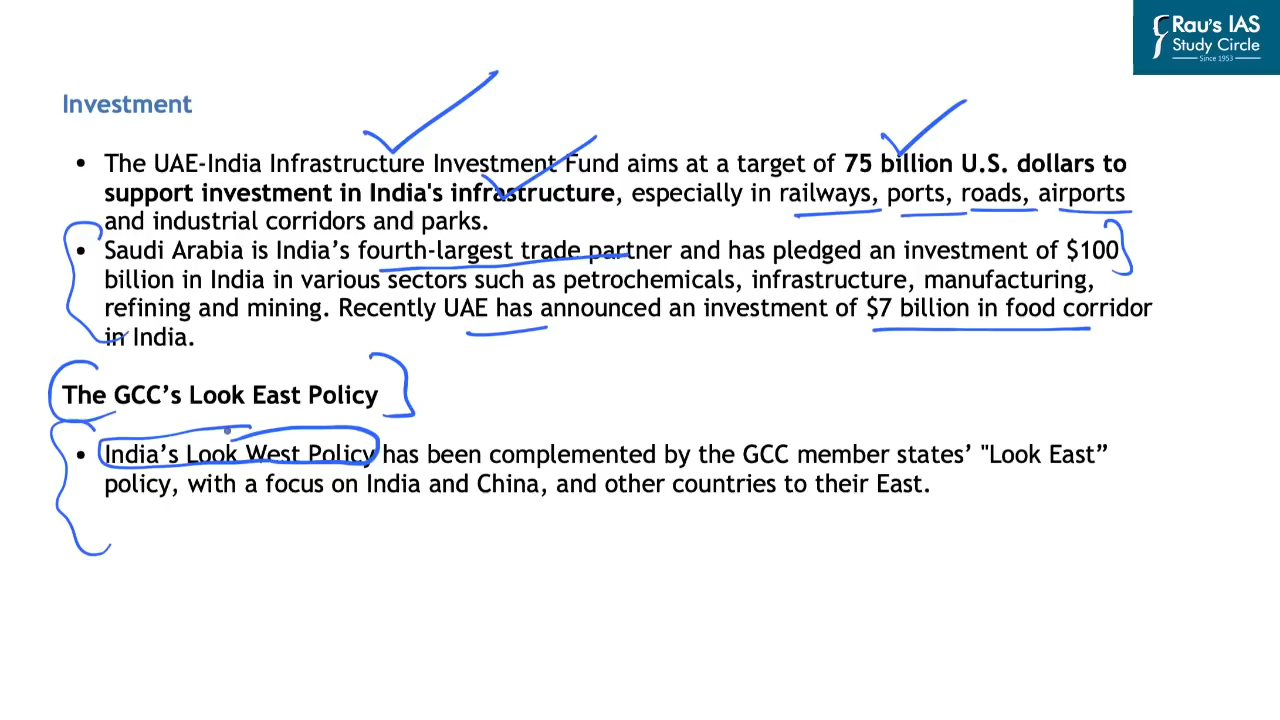 Rau's IAS
Study Circle
Since 1953
Investment
• The UAE-India Infrastructure Investment Fund aims at a target of 75 billion U.S. dollars to
support investment in India's infrastructure, especially in railways, ports, roads, airports
and industrial corridors and parks.
• Saudi Arabia is India’s fourth-largest trade partner and has pledged an investment of $100
billion in India in various sectors such as petrochemicals, infrastructure, manufacturing,
refining and mining. Recently UAE has announced an investment of $7 billion in food corridor
in India.
The GCC’s Look East Policy
• India’s Look West Policy has been complemented by the GCC member states’ "Look East”
policy, with a focus on India and China, and other countries to their East.